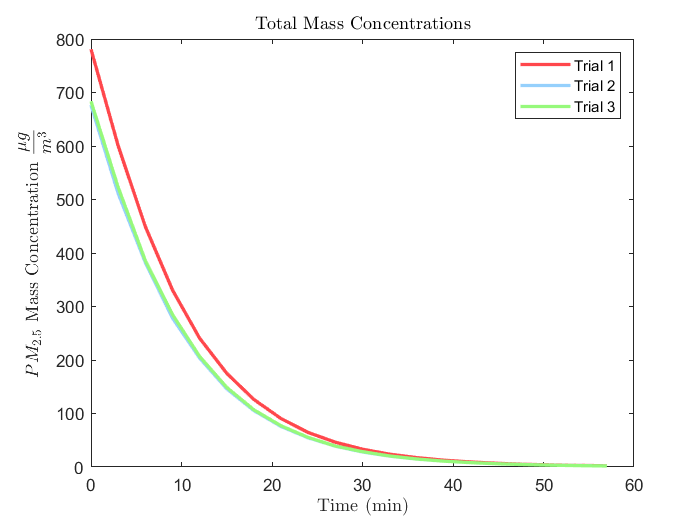 Total Mass Concentrations
800
700
600
500
400
300
200
100
0
PM2.5 Mass Concentration μg/m³
Trial 1
Trial 2
Trial 3
0 10 20 30 40 50 60
Time (min)